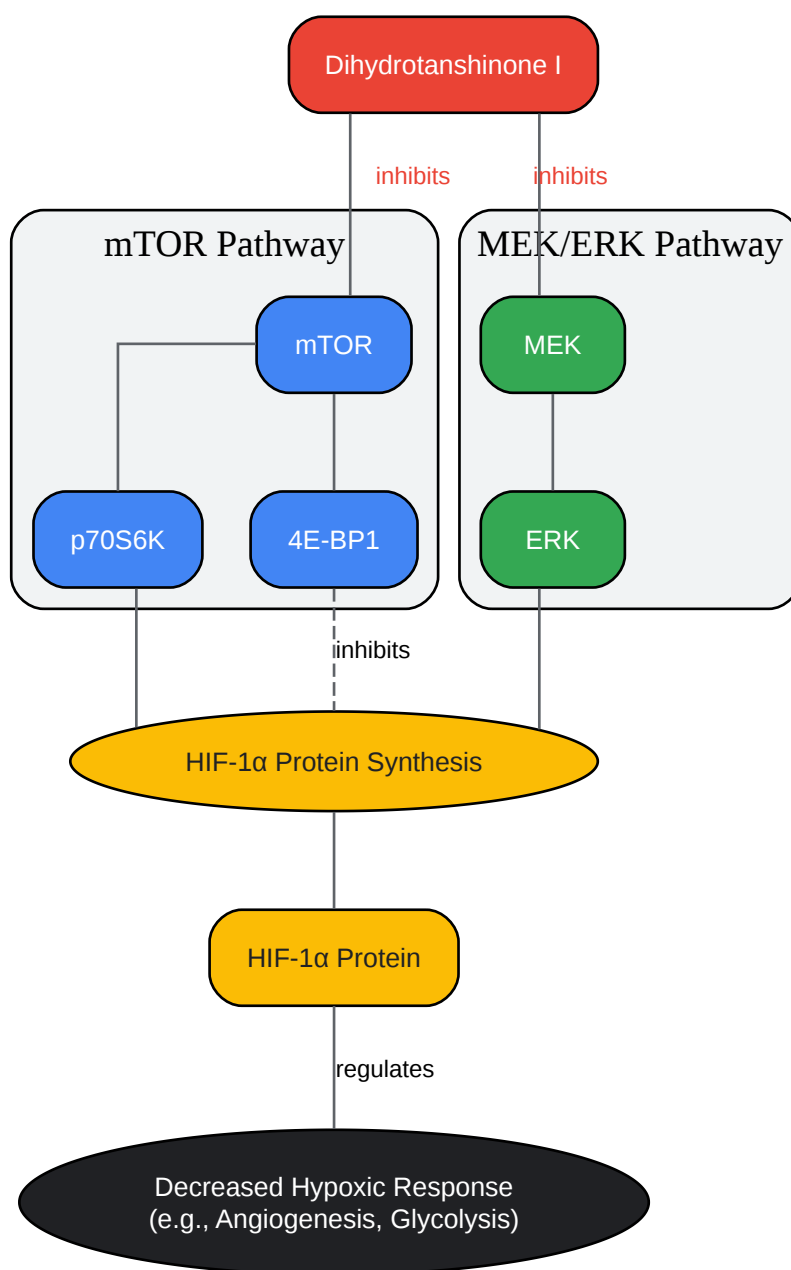 Dihydrotanshinone I
inhibits
inhibits
mTOR Pathway
MEK/ERK Pathway
mTOR
MEK
p70S6K
4E-BP1
ERK
inhibits
HIF-1α Protein Synthesis
HIF-1α Protein
regulates
Decreased Hypoxic Response
(e.g., Angiogenesis, Glycolysis)